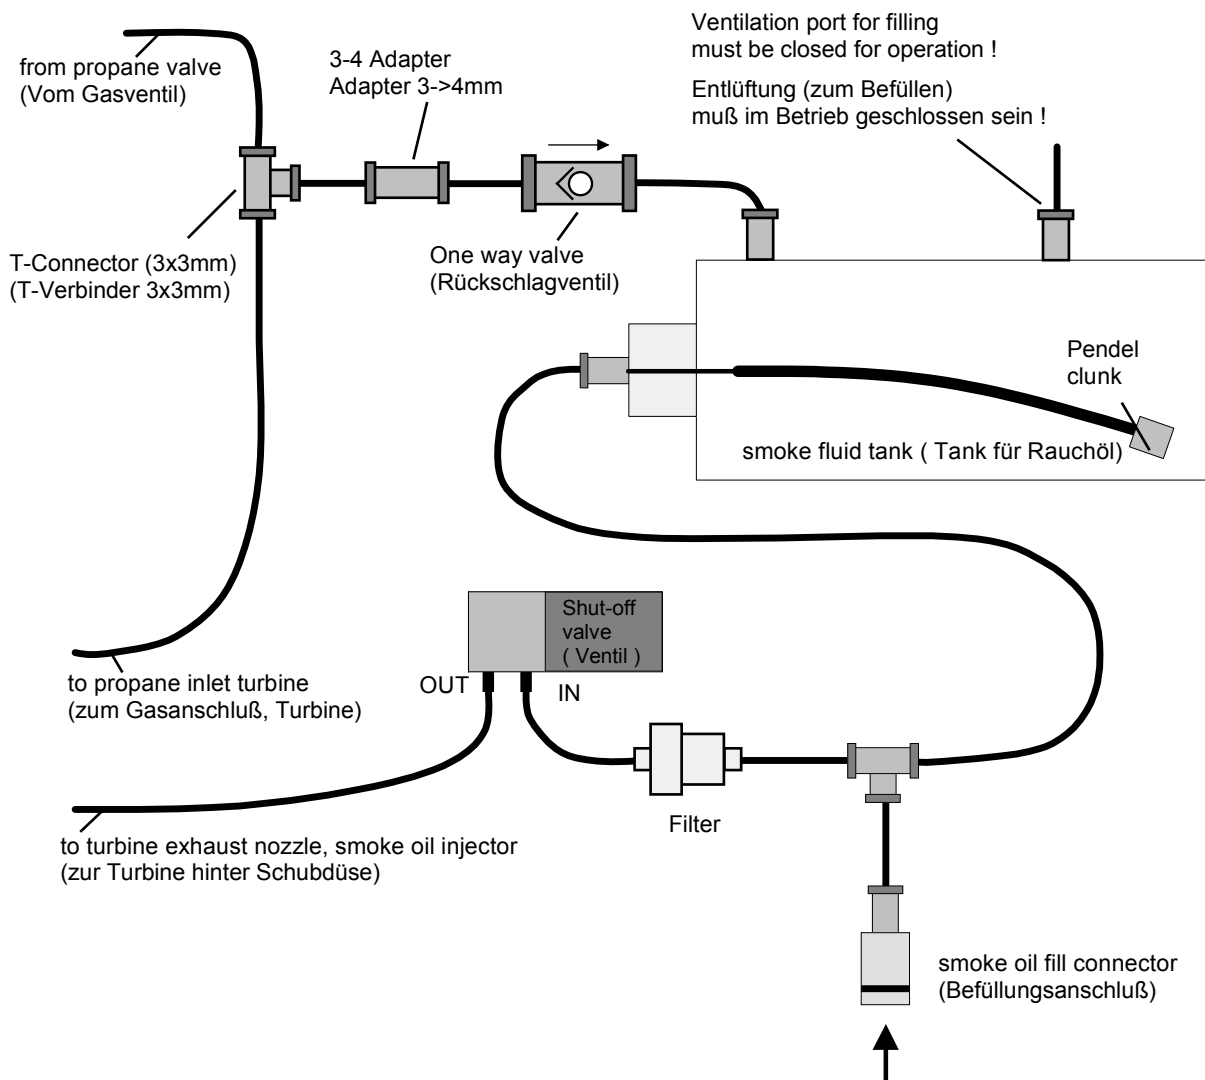 Ventilation port for filling
must be closed for operation !
Entlüftung (zum Befüllen)
muß im Betrieb geschlossen sein !
from propane valve
(Vom Gasventil)
3-4 Adapter
Adapter 3->4mm
T-Connector (3x3mm)
(T-Verbinder 3x3mm)
One way valve
(Rückschlagventil)
Pendel
clunk
smoke fluid tank ( Tank für Rauchöl)
Shut-off
valve
( Ventil )
OUT
IN
to propane inlet turbine
(zum Gasanschluß, Turbine)
Filter
to turbine exhaust nozzle, smoke oil injector
(zur Turbine hinter Schubdüse)
smoke oil fill connector
(Befüllungsanschluß)